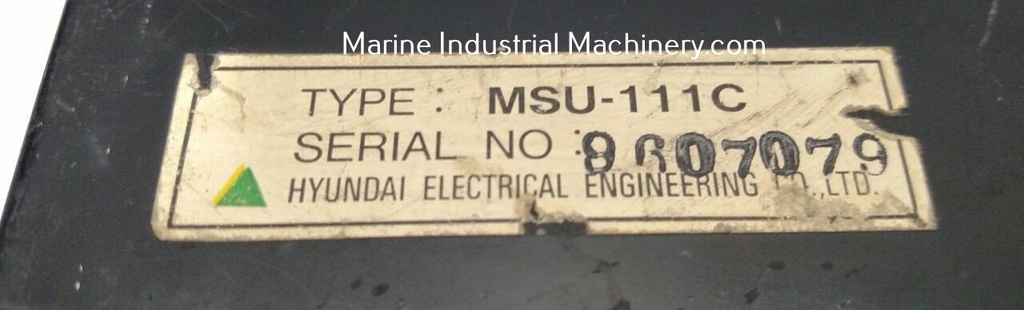 Marine Industrial Machinery.com
TYPE : MSU-111C
SERIAL NO : 9607079
HYUNDAI ELECTRICAL ENGINEERING CO.,LTD.